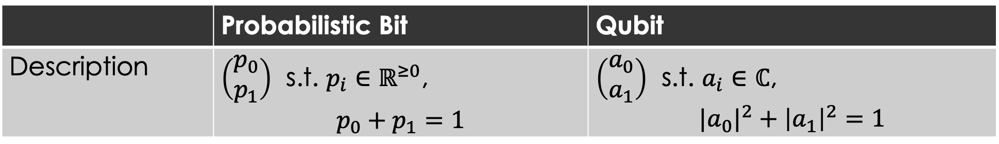 Probabilistic Bit Qubit
Description (p₀ p₁) s.t. pᵢ ∈ ℝ≥⁰, (a₀ a₁) s.t. aᵢ ∈ ℂ,
p₀ + p₁ = 1 |a₀|² + |a₁|² = 1